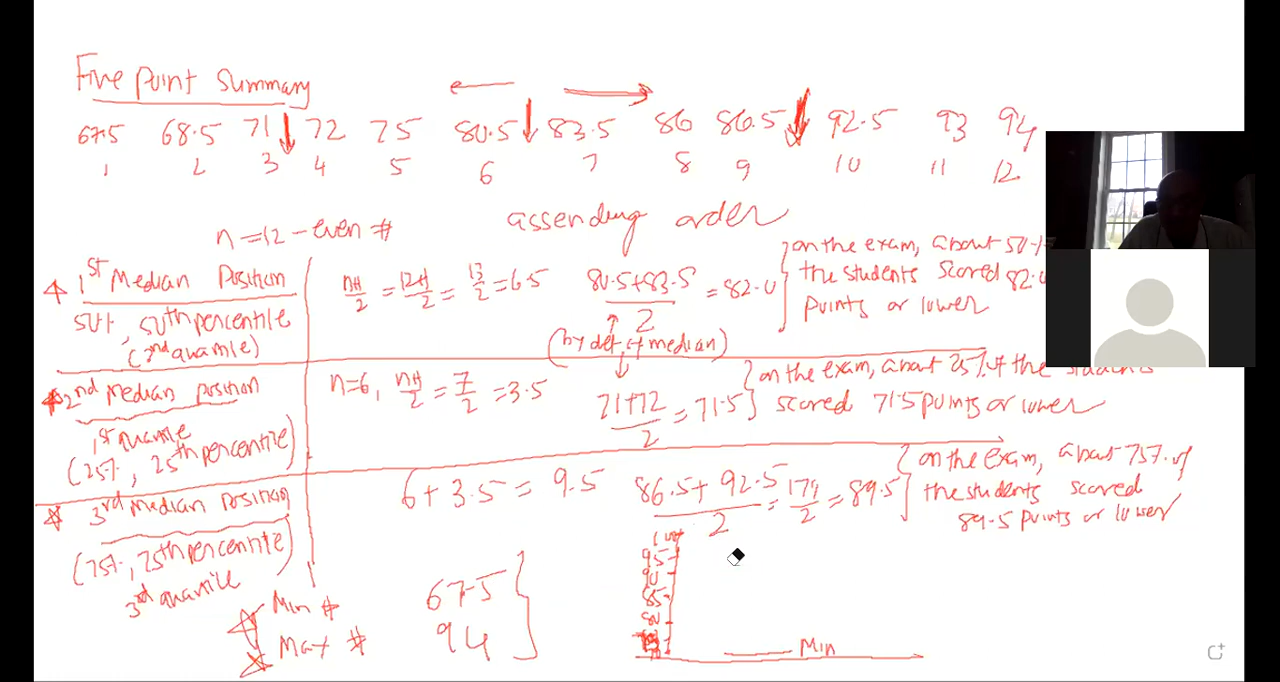 Five Point Summary
67.5 68.5 71 72 75 80.5 83.5 86 86.5 92.5 93 94
1 2 3 4 5 6 7 8 9 10 11 12
n=12-even #
assending order
1st Median Position
50%, 50th percentile
(2nd quantile)
n+1/2 = 12+1/2 = 13/2 = 6.5
80.5+83.5/2 = 82.0
(by def of median)
on the exam, about 50%
the students scored 82.0
points or lower
2nd Median position
1st quantile
(25%, 25th percentile)
n=6, n+1/2 = 7/2 = 3.5
71+72/2 = 71.5
on the exam, about 25% of the students
scored 71.5 points or lower
3rd Median position
(75%, 75th percentile)
3rd quantile
6+3.5=9.5
86.5+92.5/2 = 179/2 = 89.5
on the exam, about 75% of
the students scored
89.5 points or lower
Min # 67.5
Max # 94
95
90
85
80
Min